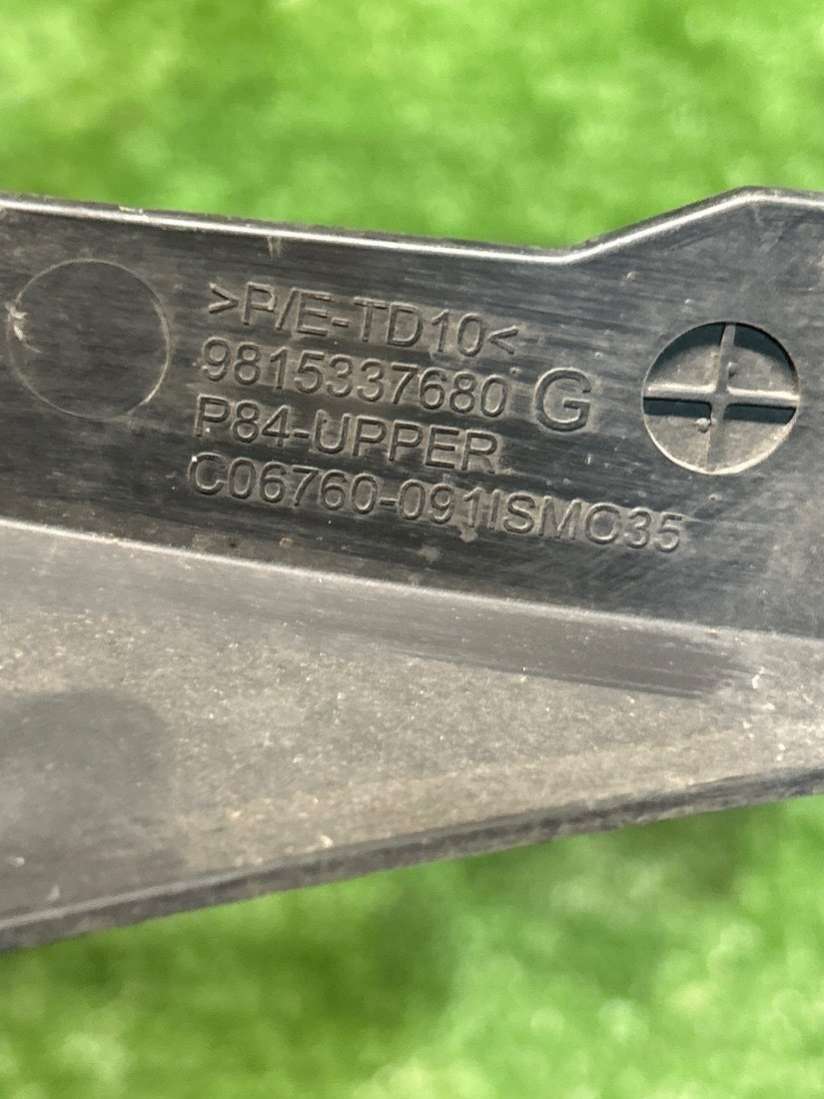 >P/E-TD10<
9815337680 G
P84-UPPER
C06760-091ISMO35